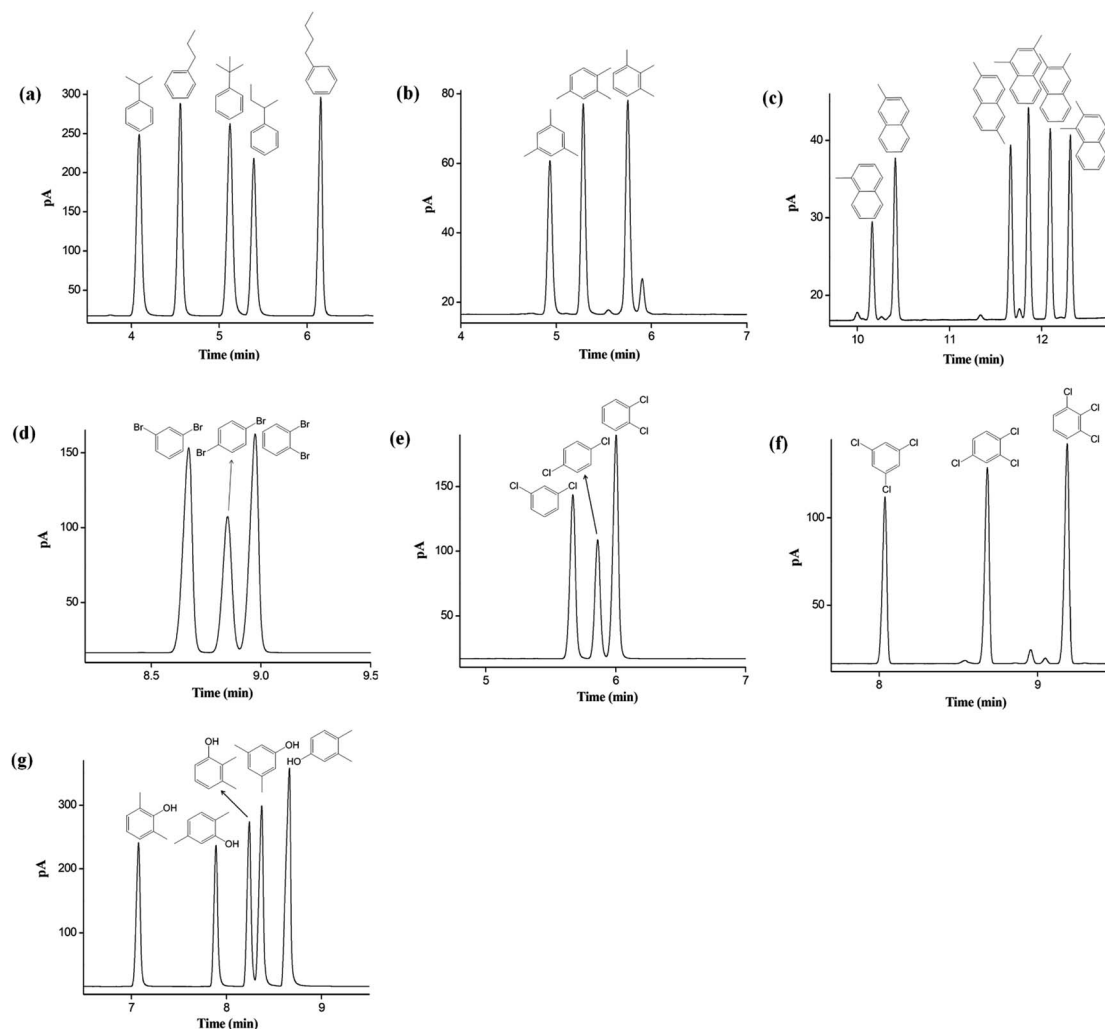 (a)
300
250
200
150
100
50
pA
4
5
6
Time (min)
(b)
80
60
40
20
pA
4
5
6
7
Time (min)
(c)
40
30
20
pA
10
11
12
Time (min)
(d)
Br
Br
Br
Br
Br
Br
150
100
50
pA
8.5
9.0
9.5
Time (min)
(e)
Cl
Cl
Cl
Cl
Cl
Cl
150
100
50
pA
5
6
7
Time (min)
(f)
Cl
Cl
Cl
Cl
Cl
Cl
Cl
Cl
Cl
100
50
pA
8
9
Time (min)
(g)
OH
OH
OH
OH
HO
300
200
100
pA
7
8
9
Time (min)